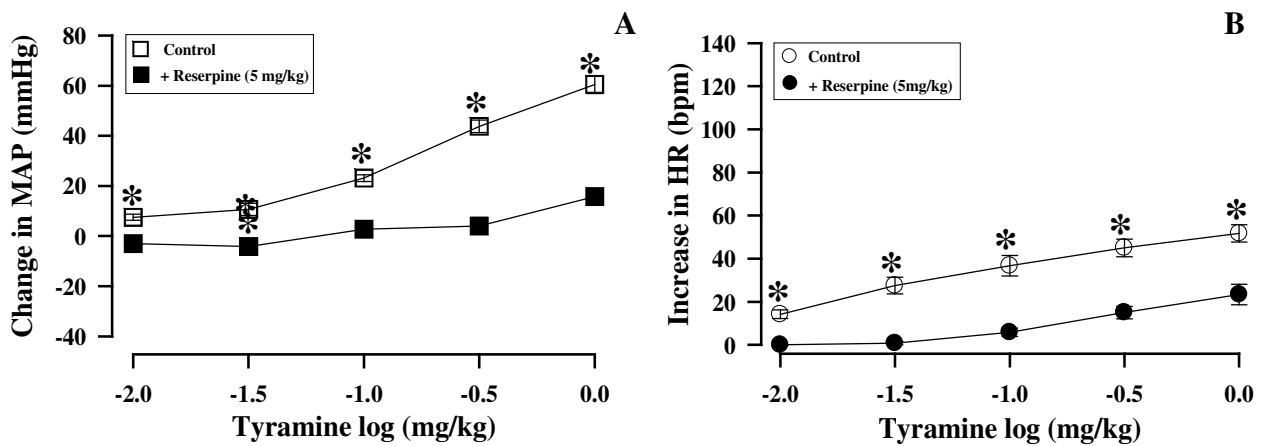 A
Control
+ Reserpine (5 mg/kg)
Change in MAP (mmHg)
80
60
40
20
0
-20
-40
* * * * * *
-2.0 -1.5 -1.0 -0.5 0.0
Tyramine log (mg/kg)
B
Control
+ Reserpine (5mg/kg)
Increase in HR (bpm)
140
120
100
80
60
40
20
0
* * * * *
-2.0 -1.5 -1.0 -0.5 0.0
Tyramine log (mg/kg)